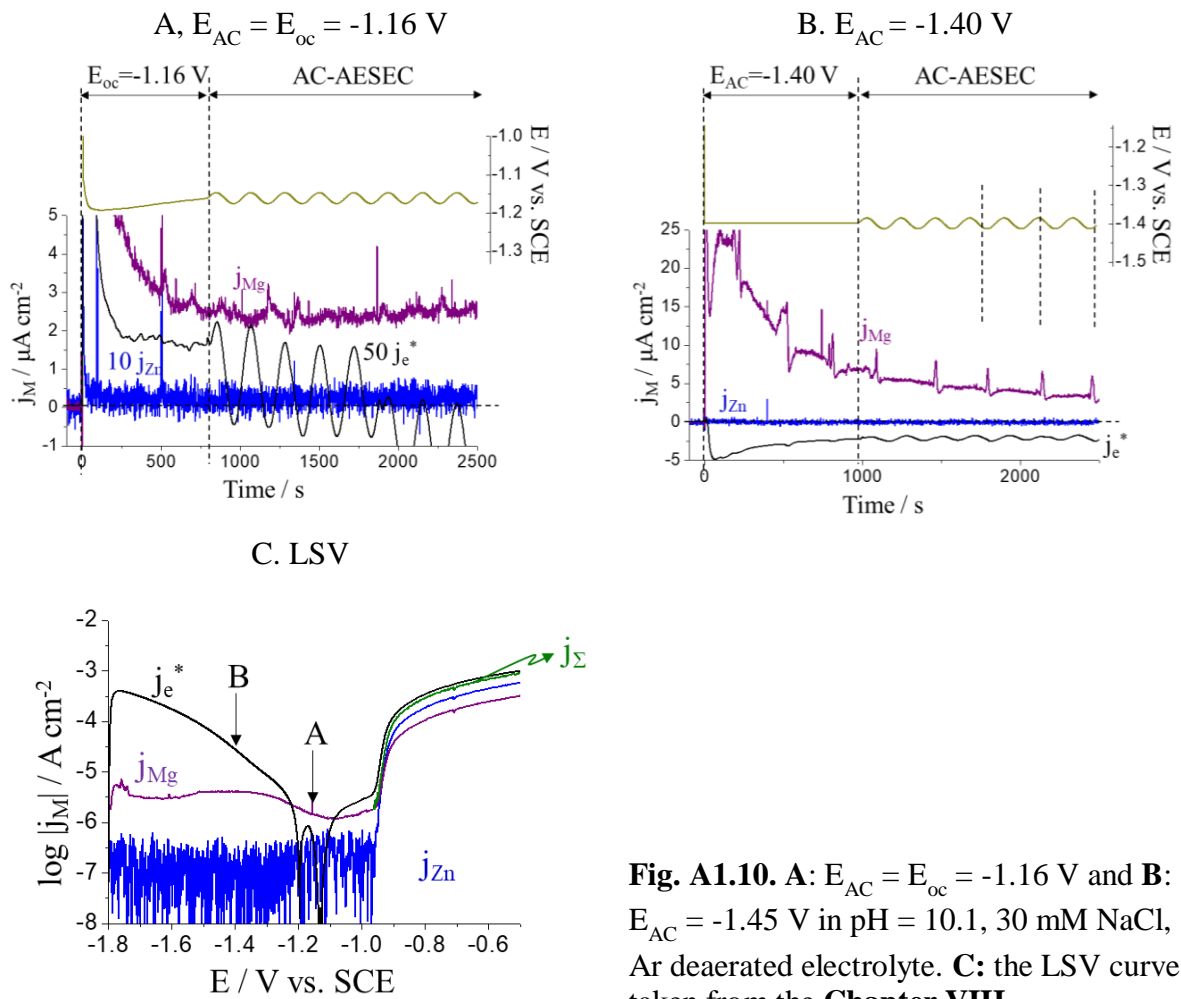 A, E_AC = E_oc = -1.16 V
B. E_AC = -1.40 V
E_oc=-1.16 V
AC-AESEC
-1.0
-1.1
-1.2
-1.3
E / V vs. SCE
5
4
3
2
1
0
-1
j_M / µA cm⁻²
j_Mg
10 j_Zn
50 j_e*
0
500
1000
1500
2000
2500
Time / s
E_AC=-1.40 V
AC-AESEC
-1.2
-1.3
-1.4
-1.5
E / V vs. SCE
25
20
15
10
5
0
-5
j_M / µA cm⁻²
j_Mg
j_Zn
j_e*
0
1000
2000
Time / s
C. LSV
-2
-3
-4
-5
-6
-7
-8
log |j_M| / A cm⁻²
j_e*
B
A
j_Σ
j_Mg
j_Zn
-1.8
-1.6
-1.4
-1.2
-1.0
-0.8
-0.6
E / V vs. SCE
Fig. A1.10. A: E_AC = E_oc = -1.16 V and B:
E_AC = -1.45 V in pH = 10.1, 30 mM NaCl,
Ar deaerated electrolyte. C: the LSV curve
taken from the Chapter VIII